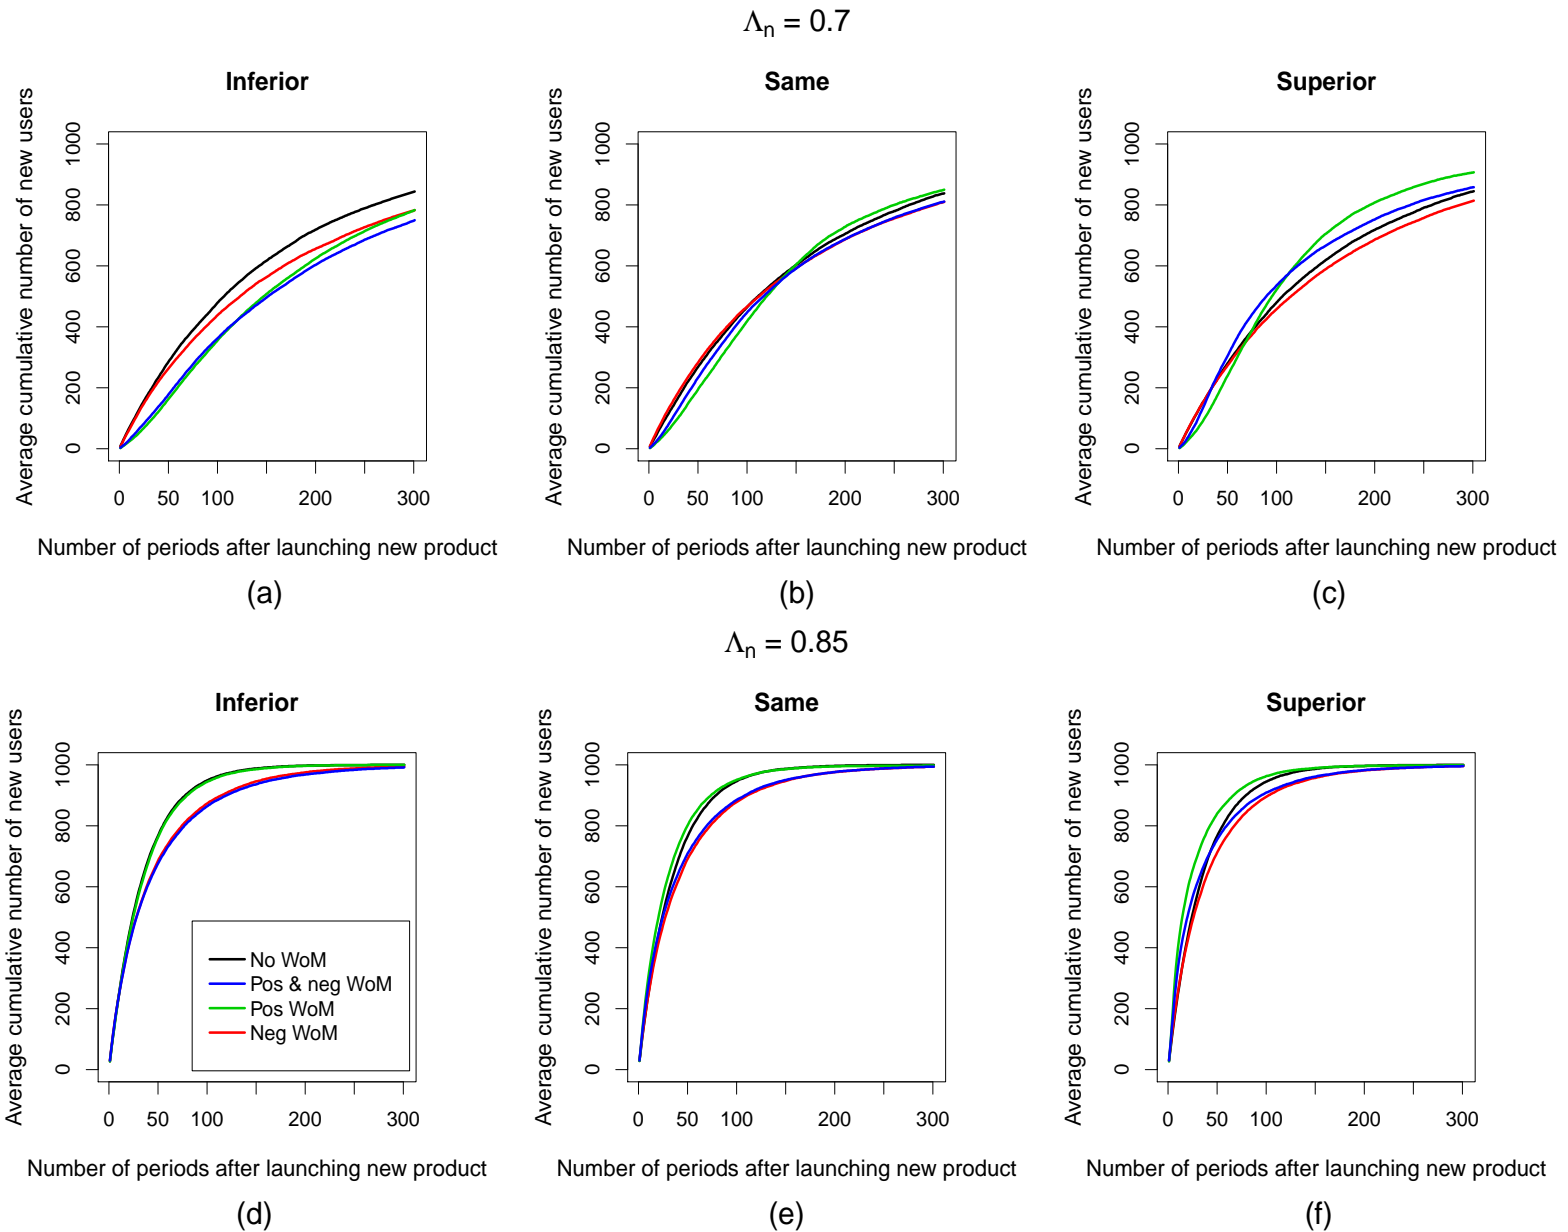 Λn = 0.7
Inferior
Same
Superior
Average cumulative number of new users
1000
800
600
400
200
0
0 50 100 200 300
Number of periods after launching new product
(a)
Average cumulative number of new users
1000
800
600
400
200
0
0 50 100 200 300
Number of periods after launching new product
(b)
Average cumulative number of new users
1000
800
600
400
200
0
0 50 100 200 300
Number of periods after launching new product
(c)
Λn = 0.85
Inferior
Same
Superior
Average cumulative number of new users
1000
800
600
400
200
0
No WoM
Pos & neg WoM
Pos WoM
Neg WoM
0 50 100 200 300
Number of periods after launching new product
(d)
Average cumulative number of new users
1000
800
600
400
200
0
0 50 100 200 300
Number of periods after launching new product
(e)
Average cumulative number of new users
1000
800
600
400
200
0
0 50 100 200 300
Number of periods after launching new product
(f)